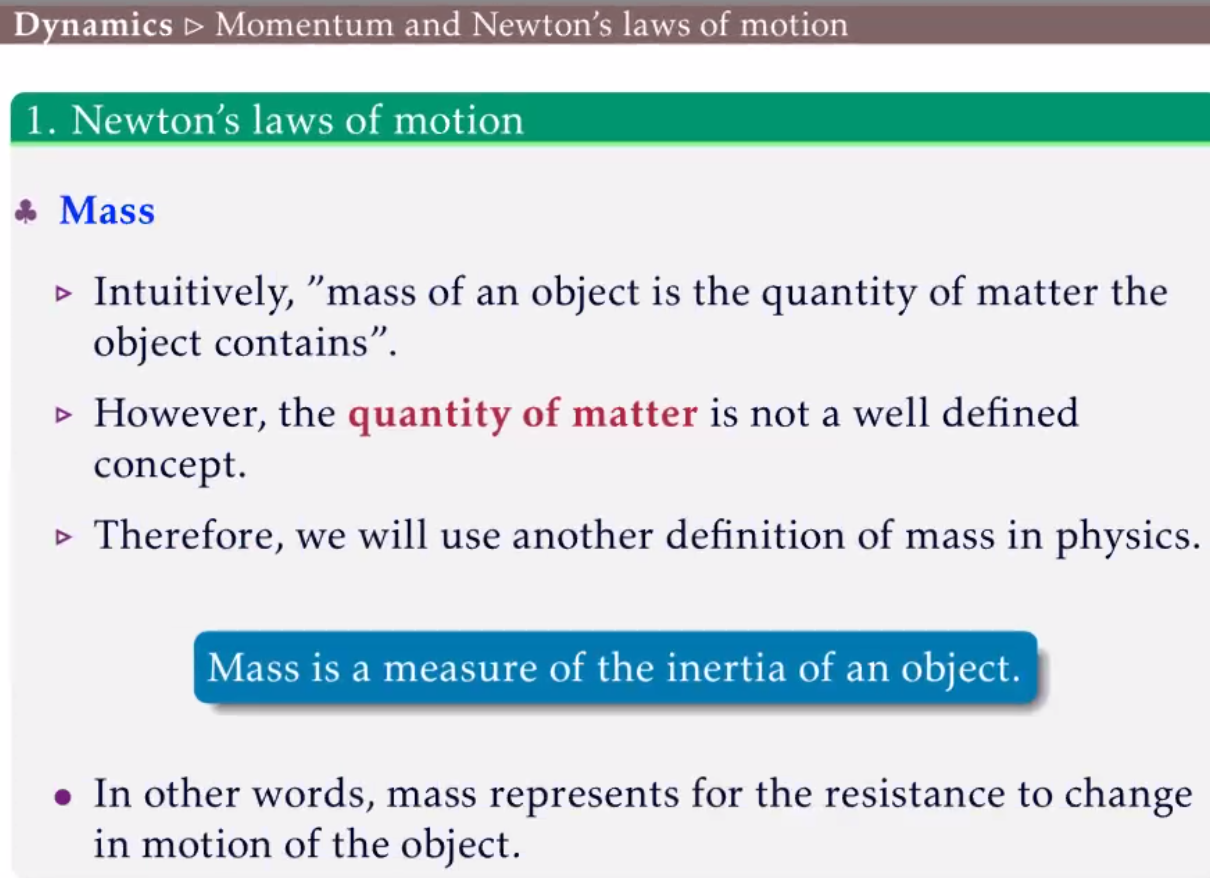 Dynamics ▷ Momentum and Newton's laws of motion
1. Newton's laws of motion
♣ Mass
▷ Intuitively, ”mass of an object is the quantity of matter the
object contains”.
▷ However, the quantity of matter is not a well defined
concept.
▷ Therefore, we will use another definition of mass in physics.
Mass is a measure of the inertia of an object.
• In other words, mass represents for the resistance to change
in motion of the object.